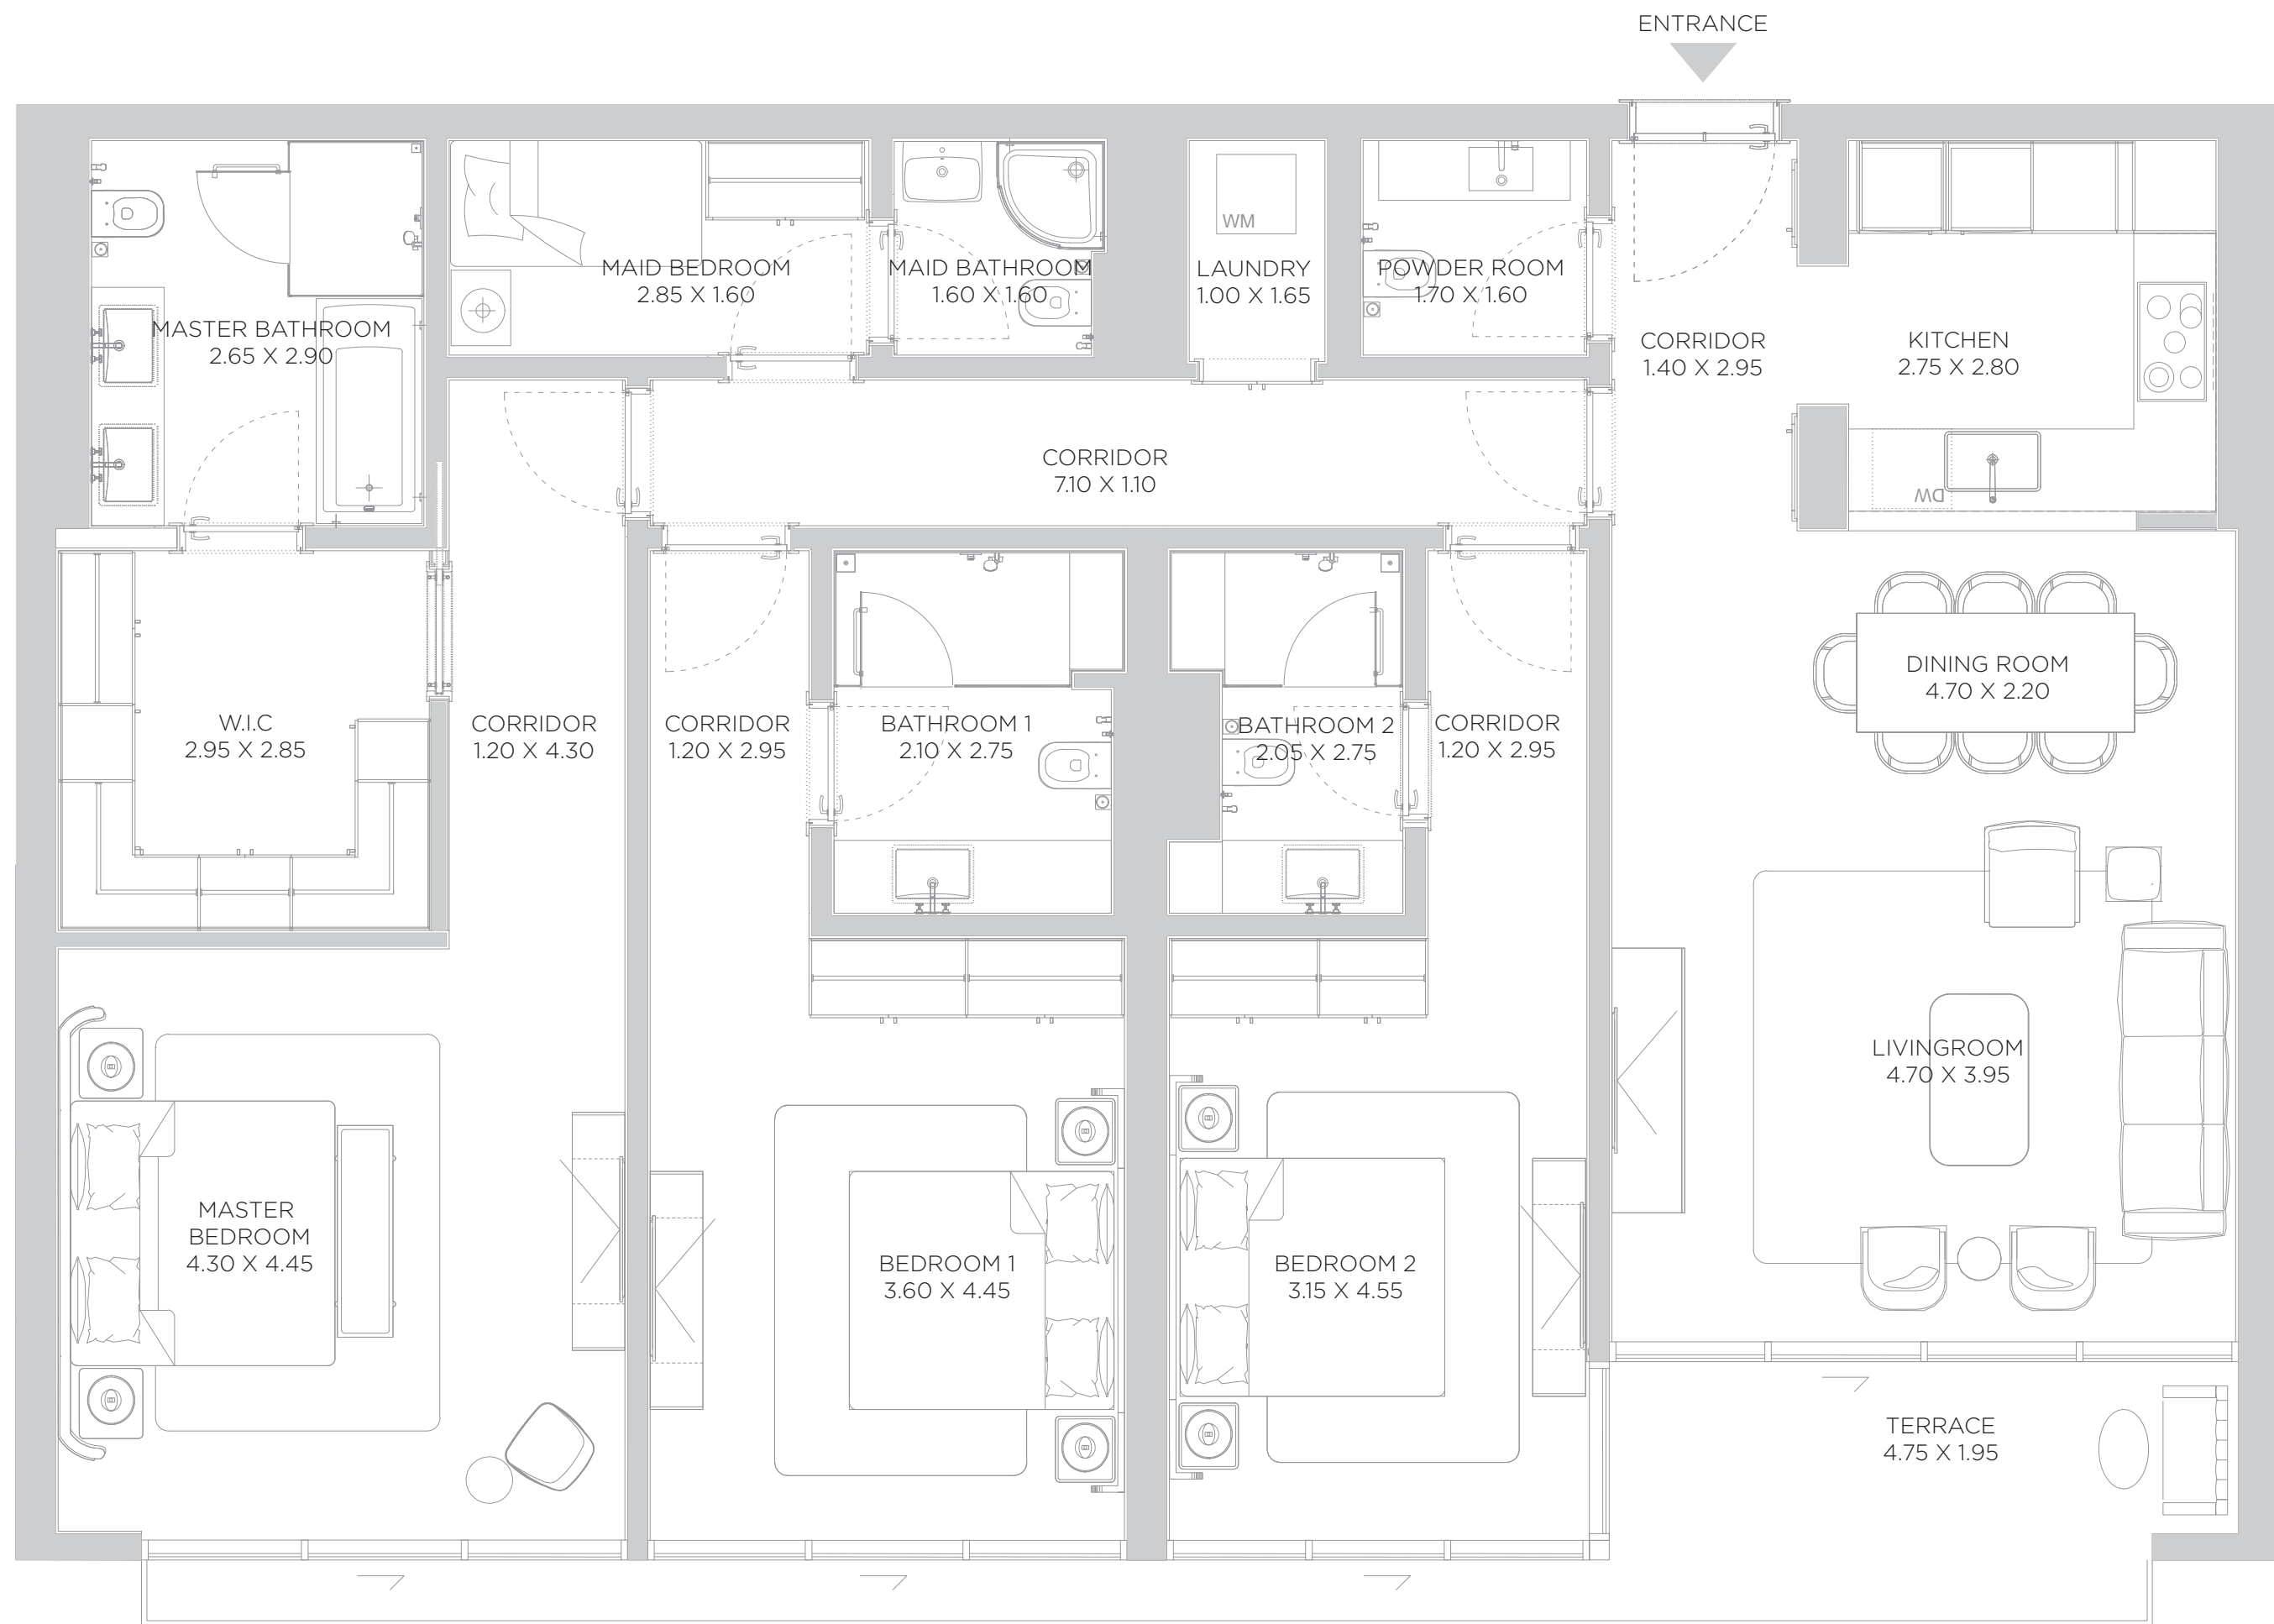 ENTRANCE
MAID BEDROOM
2.85 X 1.60
MAID BATHROOM
1.60 X 1.60
WM
LAUNDRY
1.00 X 1.65
POWDER ROOM
1.70 X 1.60
MASTER BATHROOM
2.65 X 2.90
CORRIDOR
1.40 X 2.95
KITCHEN
2.75 X 2.80
CORRIDOR
7.10 X 1.10
DW
DINING ROOM
4.70 X 2.20
W.I.C
2.95 X 2.85
CORRIDOR
1.20 X 4.30
CORRIDOR
1.20 X 2.95
BATHROOM 1
2.10 X 2.75
BATHROOM 2
2.05 X 2.75
CORRIDOR
1.20 X 2.95
LIVINGROOM
4.70 X 3.95
MASTER
BEDROOM
4.30 X 4.45
BEDROOM 1
3.60 X 4.45
BEDROOM 2
3.15 X 4.55
TERRACE
4.75 X 1.95